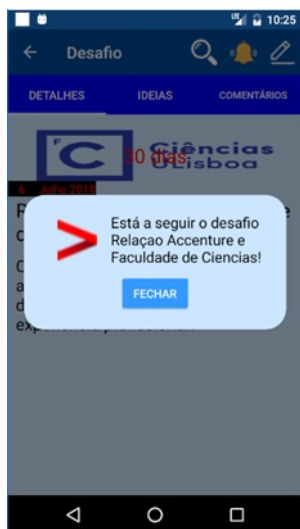 10:25
Desafio
DETALHES IDEIAS COMENTÁRIOS
Ciências
ULisboa
30 dias
6 Julho 2018
Está a seguir o desafio
Relaçao Accenture e
Faculdade de Ciencias!
FECHAR